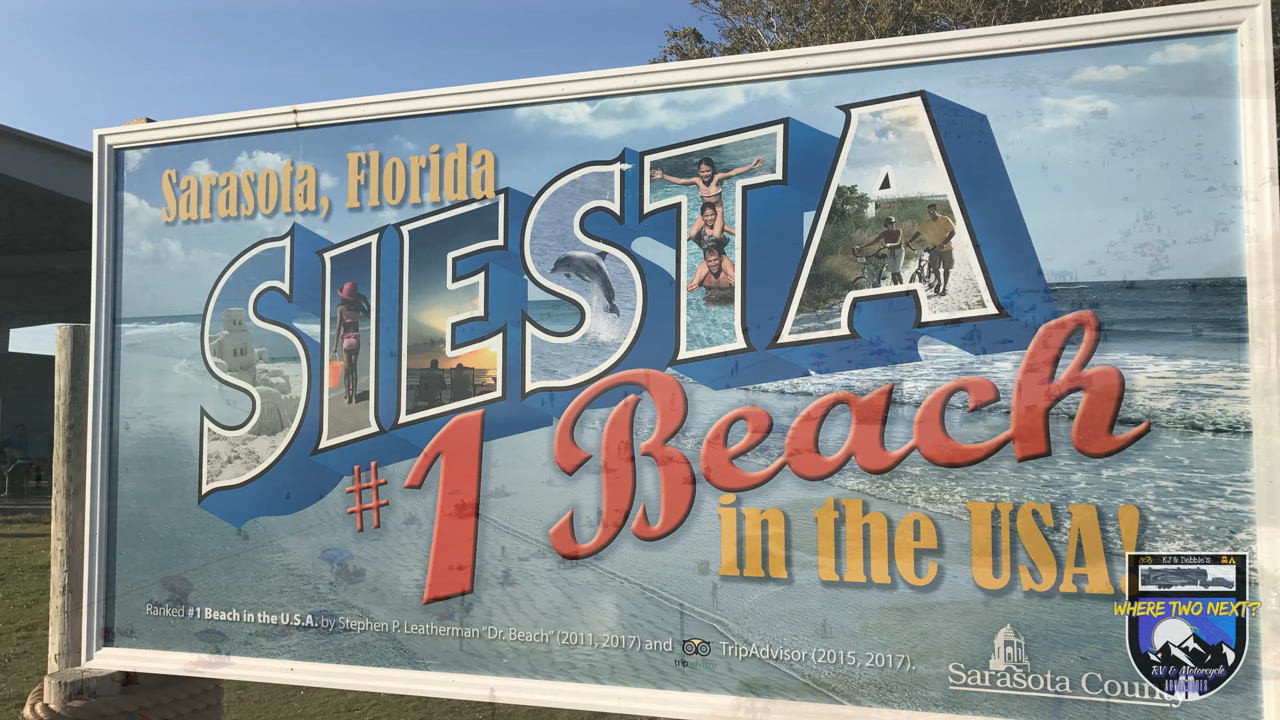 Sarasota, Florida
SIESTA
#1 Beach
in the USA!
Ranked #1 Beach in the U.S.A. by Stephen P. Leatherman "Dr. Beach" (2011, 2017) and tripadvisor TripAdvisor (2015, 2017).
Sarasota County
KJ & Debbie's
WHERE TWO NEXT?
RV & Motorcycle
ADVENTURES